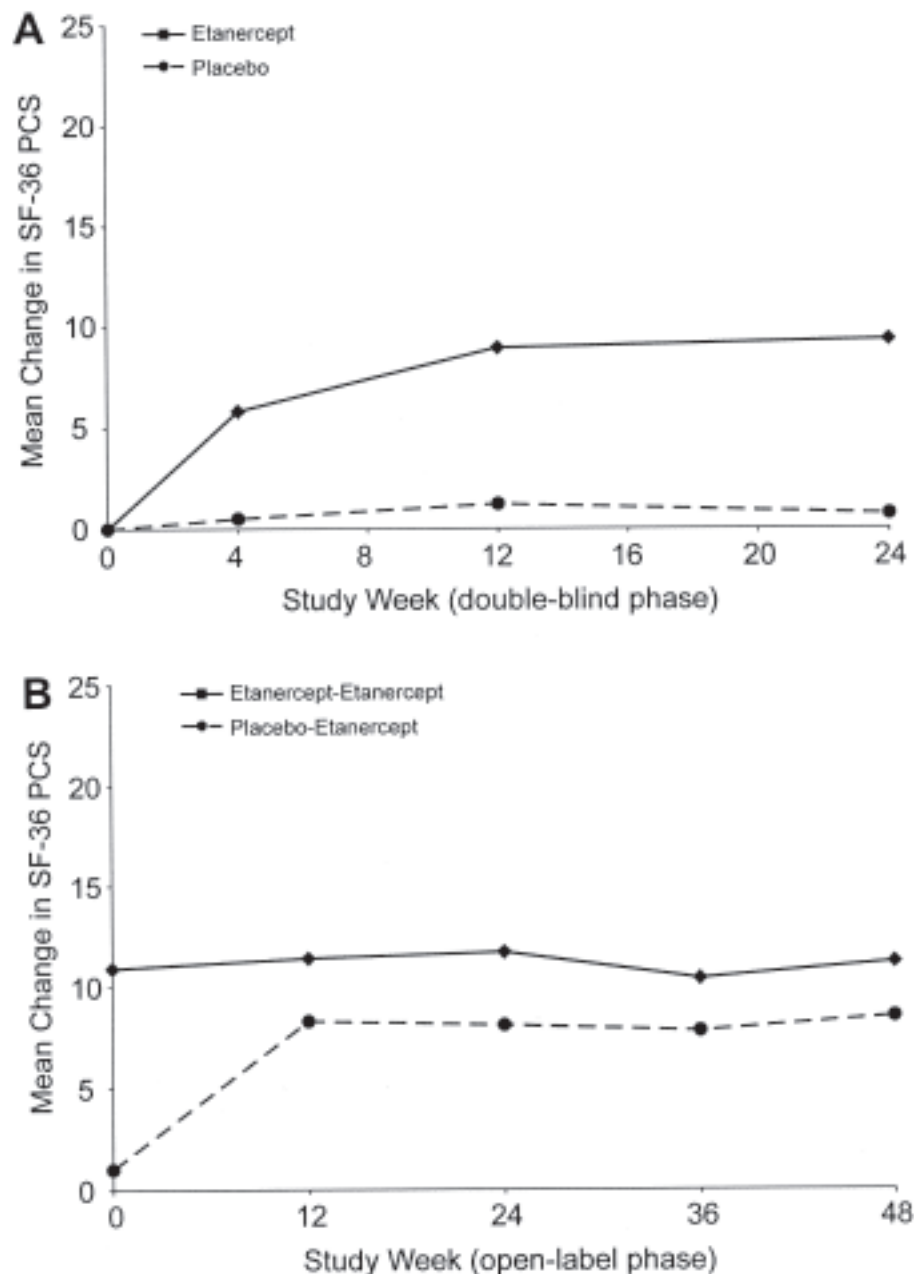 A
25
Etanercept
Placebo
20
15
10
5
0
Mean Change in SF-36 PCS
0 4 8 12 16 20 24
Study Week (double-blind phase)
B
25
Etanercept-Etanercept
Placebo-Etanercept
20
15
10
5
0
Mean Change in SF-36 PCS
0 12 24 36 48
Study Week (open-label phase)